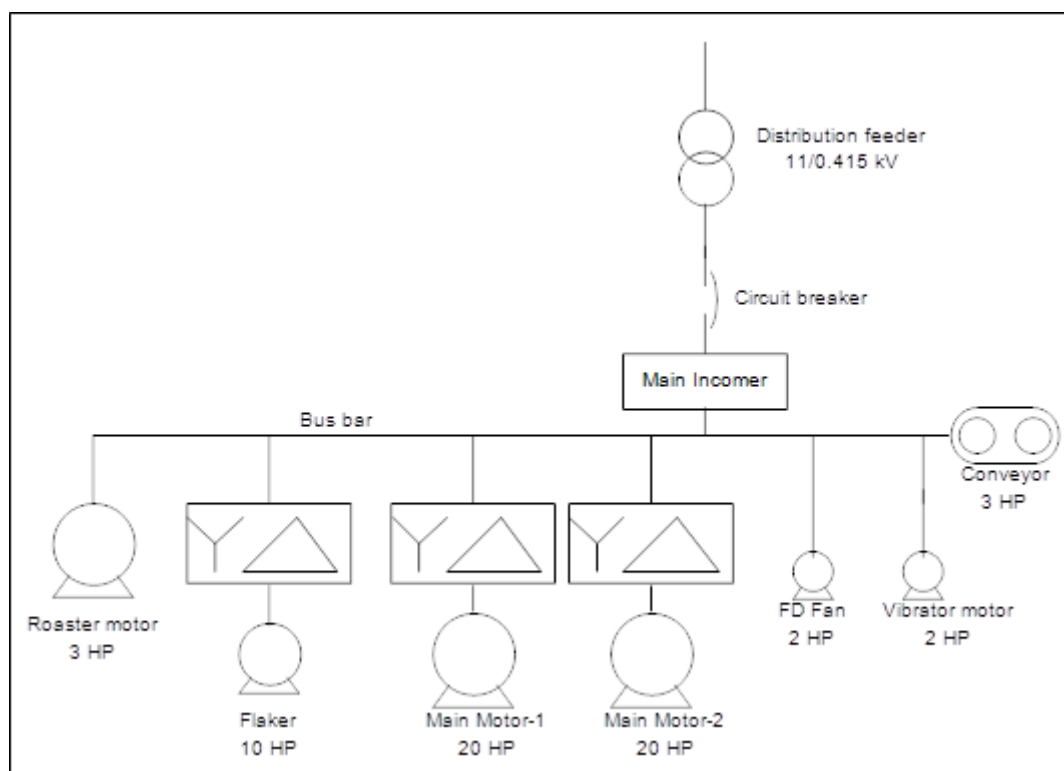 Distribution feeder
11/0.415 kV
Circuit breaker
Main Incomer
Bus bar
Conveyor
3 HP
Roaster motor
3 HP
Flaker
10 HP
Main Motor-1
20 HP
Main Motor-2
20 HP
FD Fan
2 HP
Vibrator motor
2 HP